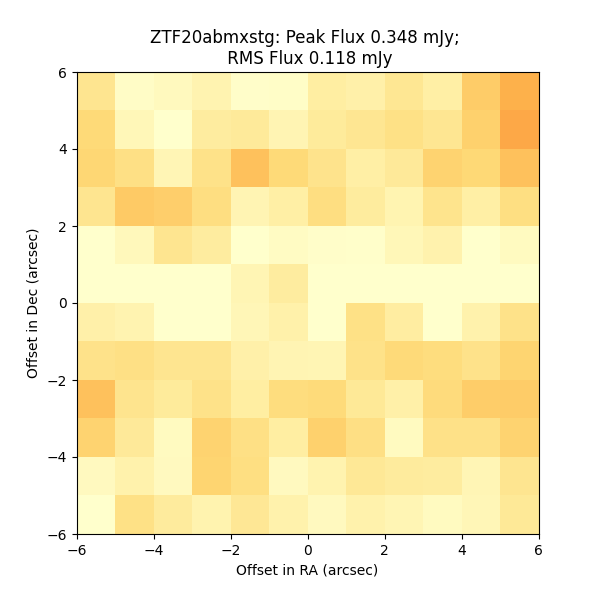 ZTF20abmxstg: Peak Flux 0.348 mJy;
RMS Flux 0.118 mJy
6
4
2
0
−2
−4
−6
Offset in Dec (arcsec)
−6 −4 −2 0 2 4 6
Offset in RA (arcsec)